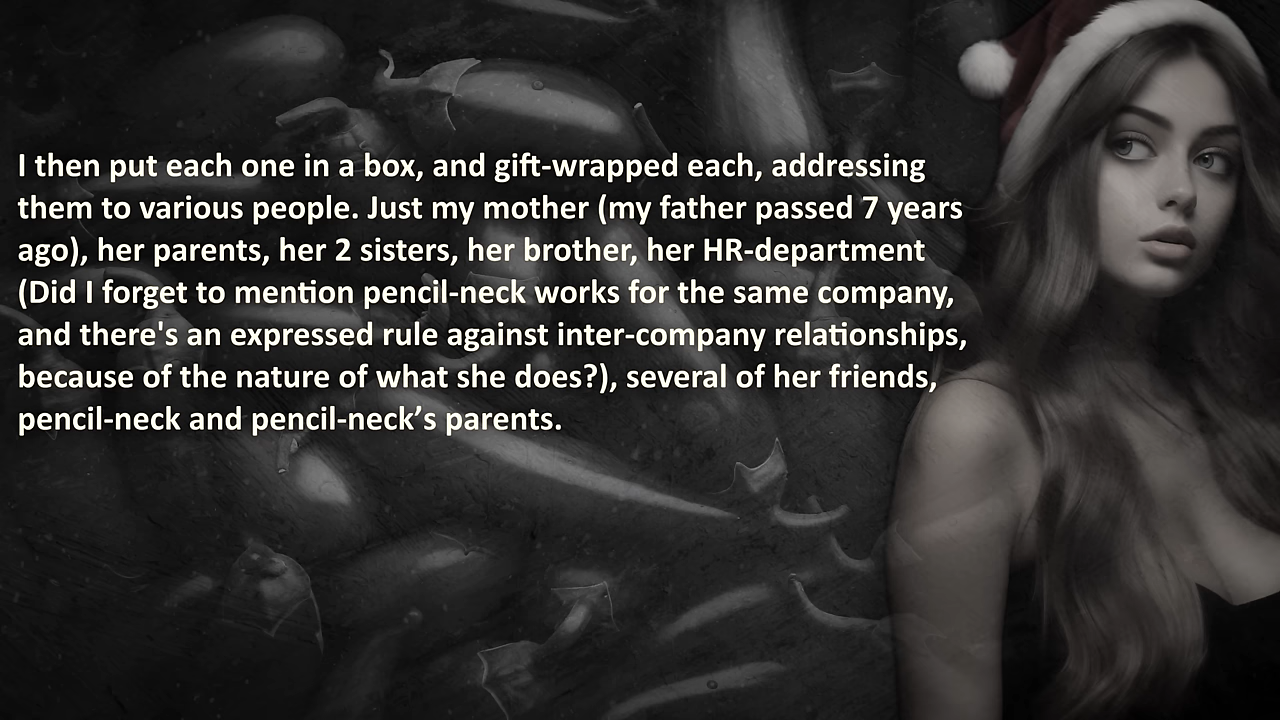 I then put each one in a box, and gift-wrapped each, addressing
them to various people. Just my mother (my father passed 7 years
ago), her parents, her 2 sisters, her brother, her HR-department
(Did I forget to mention pencil-neck works for the same company,
and there's an expressed rule against inter-company relationships,
because of the nature of what she does?), several of her friends,
pencil-neck and pencil-neck’s parents.